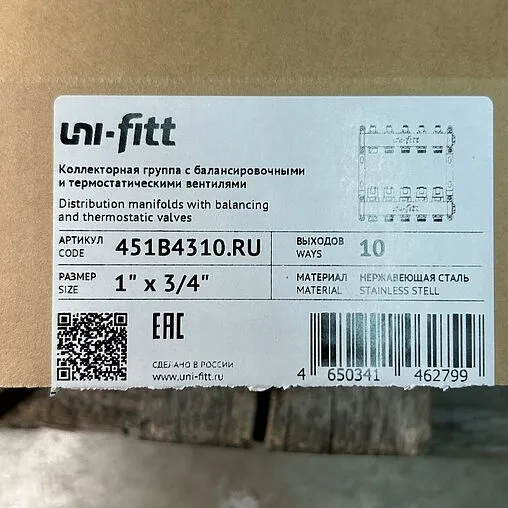 uni-fitt
Коллекторная группа с балансировочными
и термостатическими вентилями
Distribution manifolds with balancing
and thermostatic valves
uni-fitt
АРТИКУЛ
CODE
451B4310.RU
ВЫХОДОВ
WAYS
10
РАЗМЕР
SIZE
1" x 3/4"
МАТЕРИАЛ
MATERIAL
НЕРЖАВЕЮЩАЯ СТАЛЬ
STAINLESS STELL
EAC
СДЕЛАНО В РОССИИ
www.uni-fitt.ru
4 650341 462799